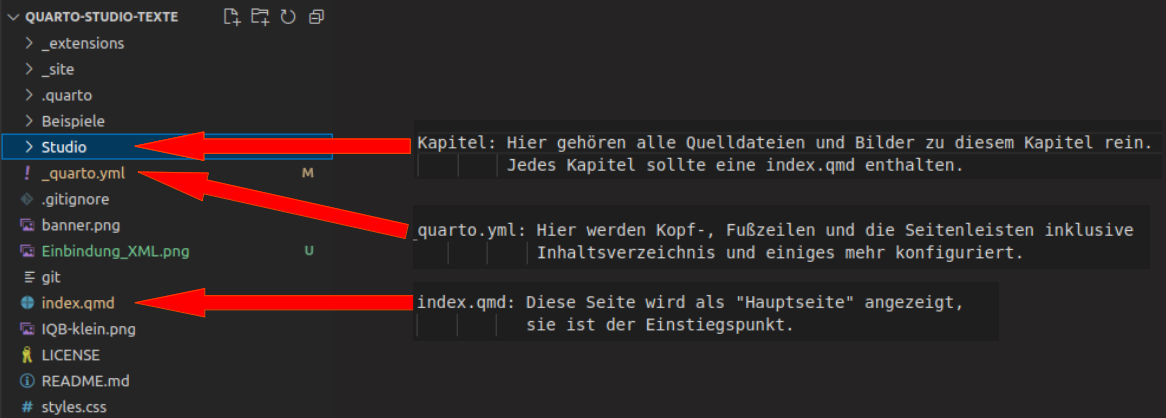 QUARTO-STUDIO-TEXTE
_extensions
_site
.quarto
Beispiele
Studio
Kapitel: Hier gehören alle Quelldateien und Bilder zu diesem Kapitel rein.
Jedes Kapitel sollte eine index.qmd enthalten.
! _quarto.yml M
.gitignore
banner.png
_quarto.yml: Hier werden Kopf-, Fußzeilen und die Seitenleisten inklusive
Inhaltsverzeichnis und einiges mehr konfiguriert.
Einbindung_XML.png U
git
index.qmd
index.qmd: Diese Seite wird als "Hauptseite" angezeigt,
sie ist der Einstiegspunkt.
IQB-klein.png
LICENSE
README.md
# styles.css